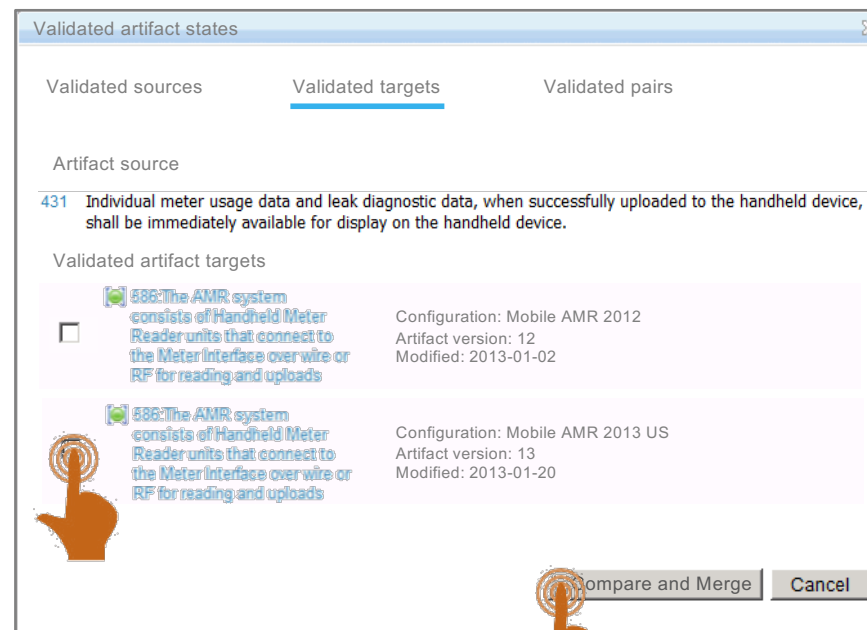 Validated artifact states
Validated sources Validated targets Validated pairs
Artifact source
431 Individual meter usage data and leak diagnostic data, when successfully uploaded to the handheld device,
shall be immediately available for display on the handheld device.
Validated artifact targets
686:The AMR system
consists of Handheld Meter
Reader units that connect to
the Meter Interface over wire or
RF for reading and uploads
Configuration: Mobile AMR 2012
Artifact version: 12
Modified: 2013-01-02
686:The AMR system
consists of Handheld Meter
Reader units that connect to
the Meter Interface over wire or
RF for reading and uploads
Configuration: Mobile AMR 2013 US
Artifact version: 13
Modified: 2013-01-20
Compare and Merge Cancel